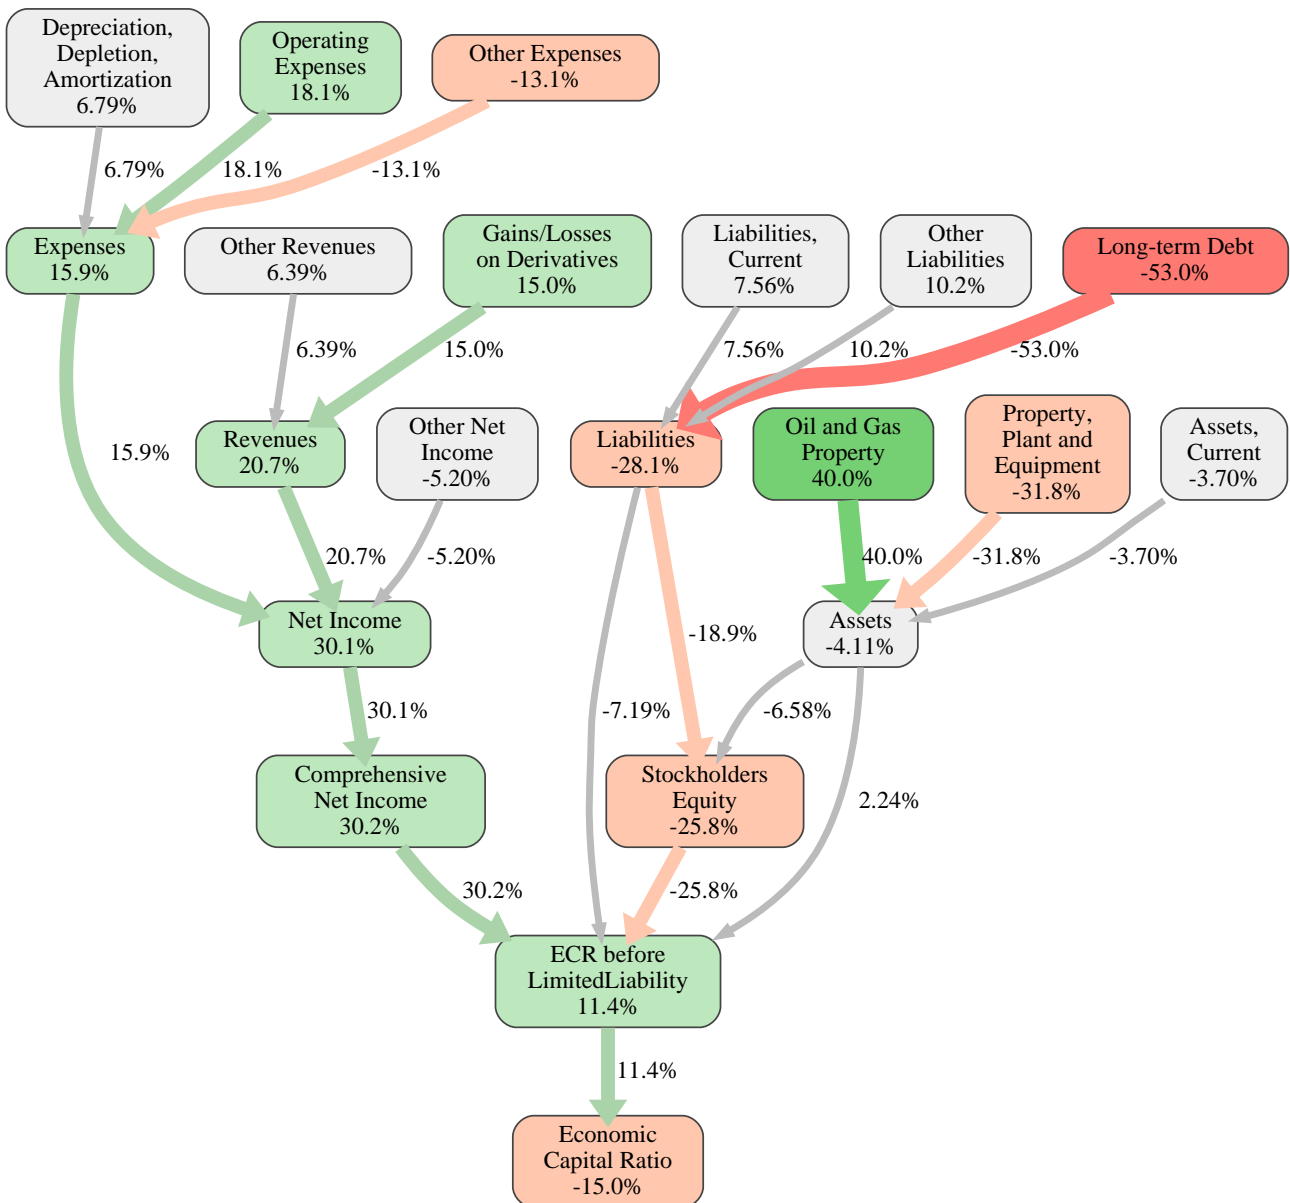 Depreciation,
Depletion,
Amortization
6.79%
Operating
Expenses
18.1%
Other Expenses
-13.1%
6.79%
18.1%
-13.1%
Expenses
15.9%
Other Revenues
6.39%
Gains/Losses
on Derivatives
15.0%
Liabilities,
Current
7.56%
Other
Liabilities
10.2%
Long-term Debt
-53.0%
6.39%
15.0%
7.56%
10.2%
-53.0%
15.9%
Revenues
20.7%
Other Net
Income
-5.20%
Liabilities
-28.1%
Oil and Gas
Property
40.0%
Property,
Plant and
Equipment
-31.8%
Assets,
Current
-3.70%
20.7%
-5.20%
40.0%
-31.8%
-3.70%
Net Income
30.1%
-18.9%
Assets
-4.11%
30.1%
-7.19%
-6.58%
2.24%
Comprehensive
Net Income
30.2%
Stockholders
Equity
-25.8%
30.2%
-25.8%
ECR before
LimitedLiability
11.4%
11.4%
Economic
Capital Ratio
-15.0%